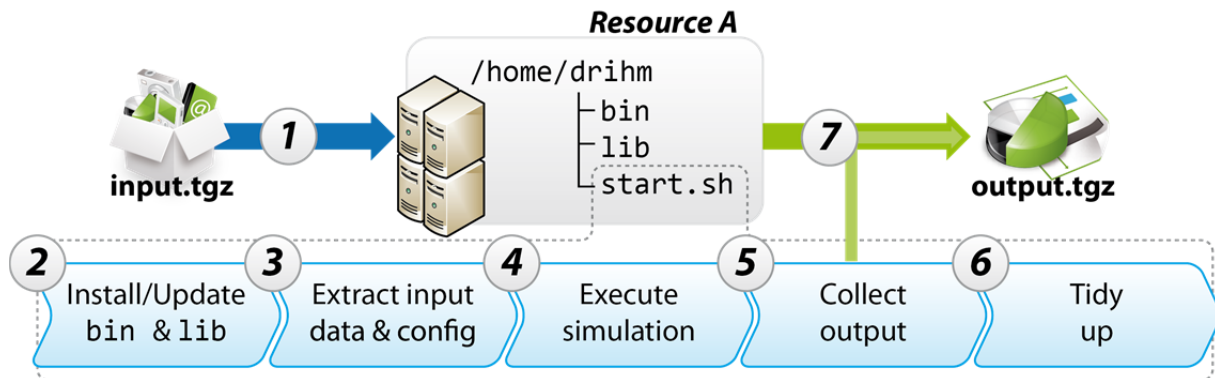 Resource A
/home/drihm
bin
lib
start.sh
1
7
@
input.tgz
output.tgz
2
3
4
5
6
Install/Update
bin & lib
Extract input
data & config
Execute
simulation
Collect
output
Tidy
up